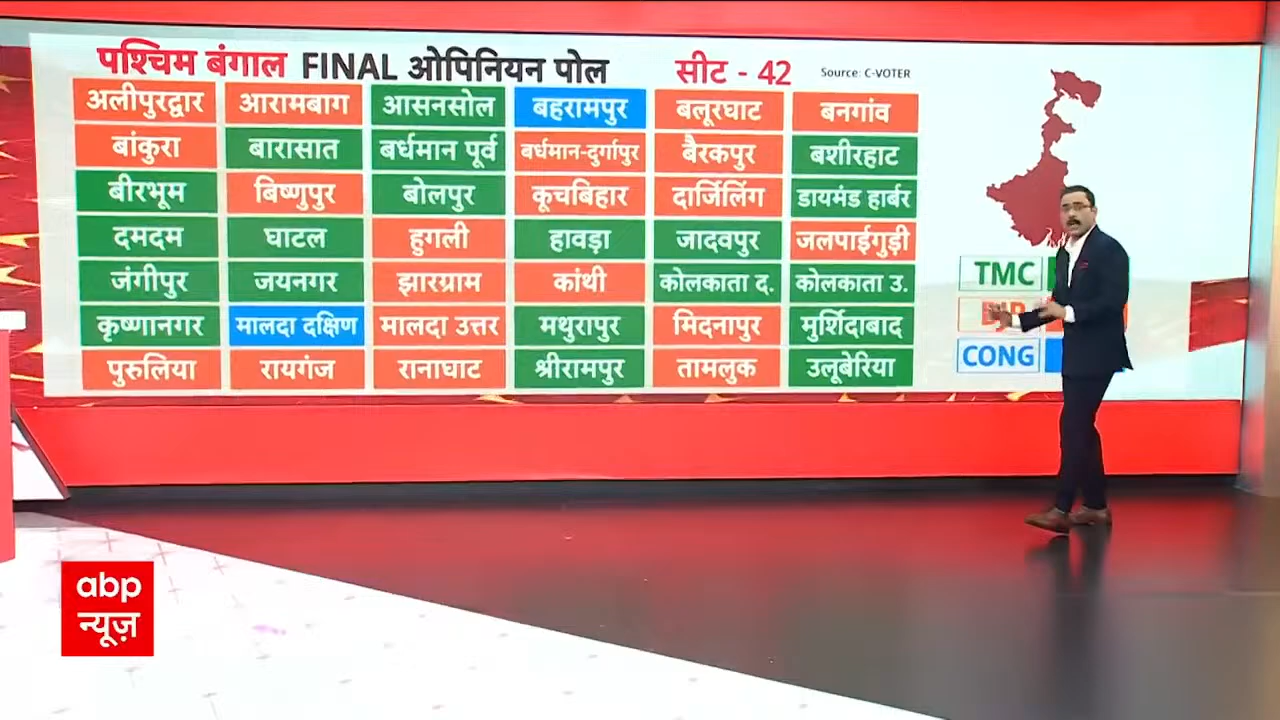 पश्चिम बंगाल FINAL ओपिनियन पोल सीट - 42 Source: C-VOTER
अलीपुरद्वार आरामबाग आसनसोल बहरामपुर बलूरघाट बनगांव
बांकुरा बारासात बर्धमान पूर्व बर्धमान-दुर्गापुर बैरकपुर बशीरहाट
बीरभूम बिष्णुपुर बोलपुर कूचबिहार दार्जिलिंग डायमंड हार्बर
दमदम घाटल हुगली हावड़ा जादवपुर जलपाईगुड़ी
जंगीपुर जयनगर झारग्राम कांथी कोलकाता द. कोलकाता उ.
कृष्णानगर मालदा दक्षिण मालदा उत्तर मथुरापुर मिदनापुर मुर्शिदाबाद
पुरुलिया रायगंज रानाघाट श्रीरामपुर तामलुक उलूबेरिया
TMC
BJP
CONG
abp
न्यूज़